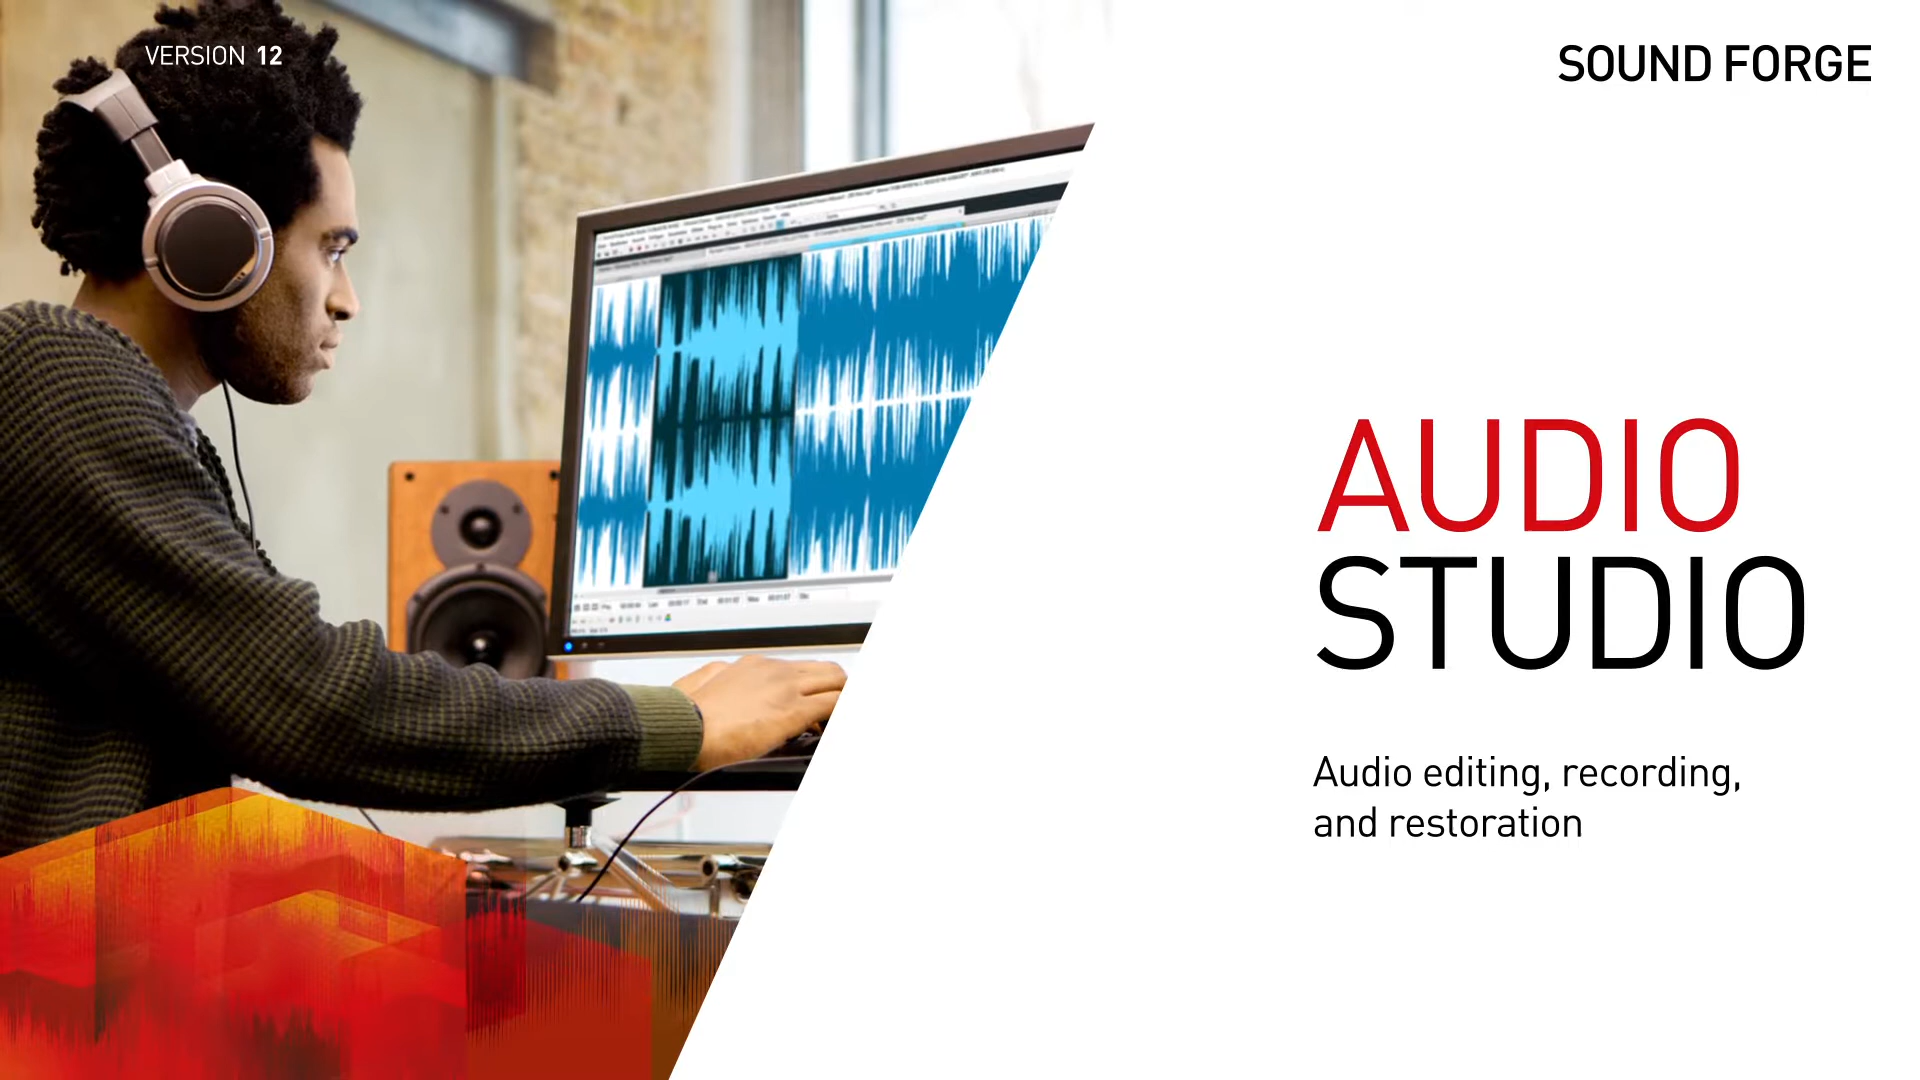 VERSION 12
SOUND FORGE
AUDIO
STUDIO
Audio editing, recording,
and restoration